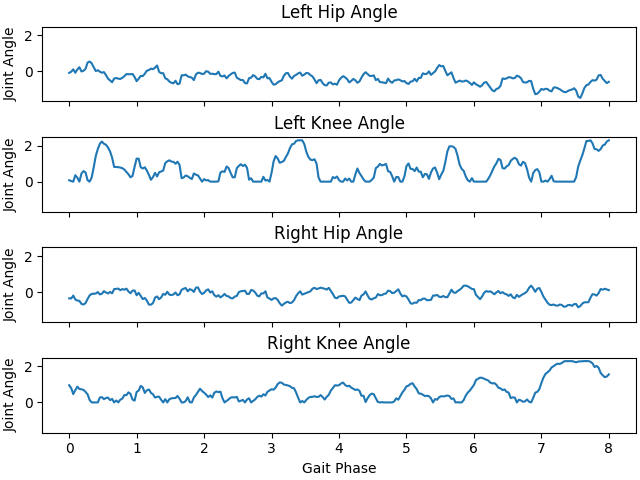 Left Hip Angle
Joint Angle
2
0
Left Knee Angle
Joint Angle
2
0
Right Hip Angle
Joint Angle
2
0
Right Knee Angle
Joint Angle
2
0
0 1 2 3 4 5 6 7 8
Gait Phase